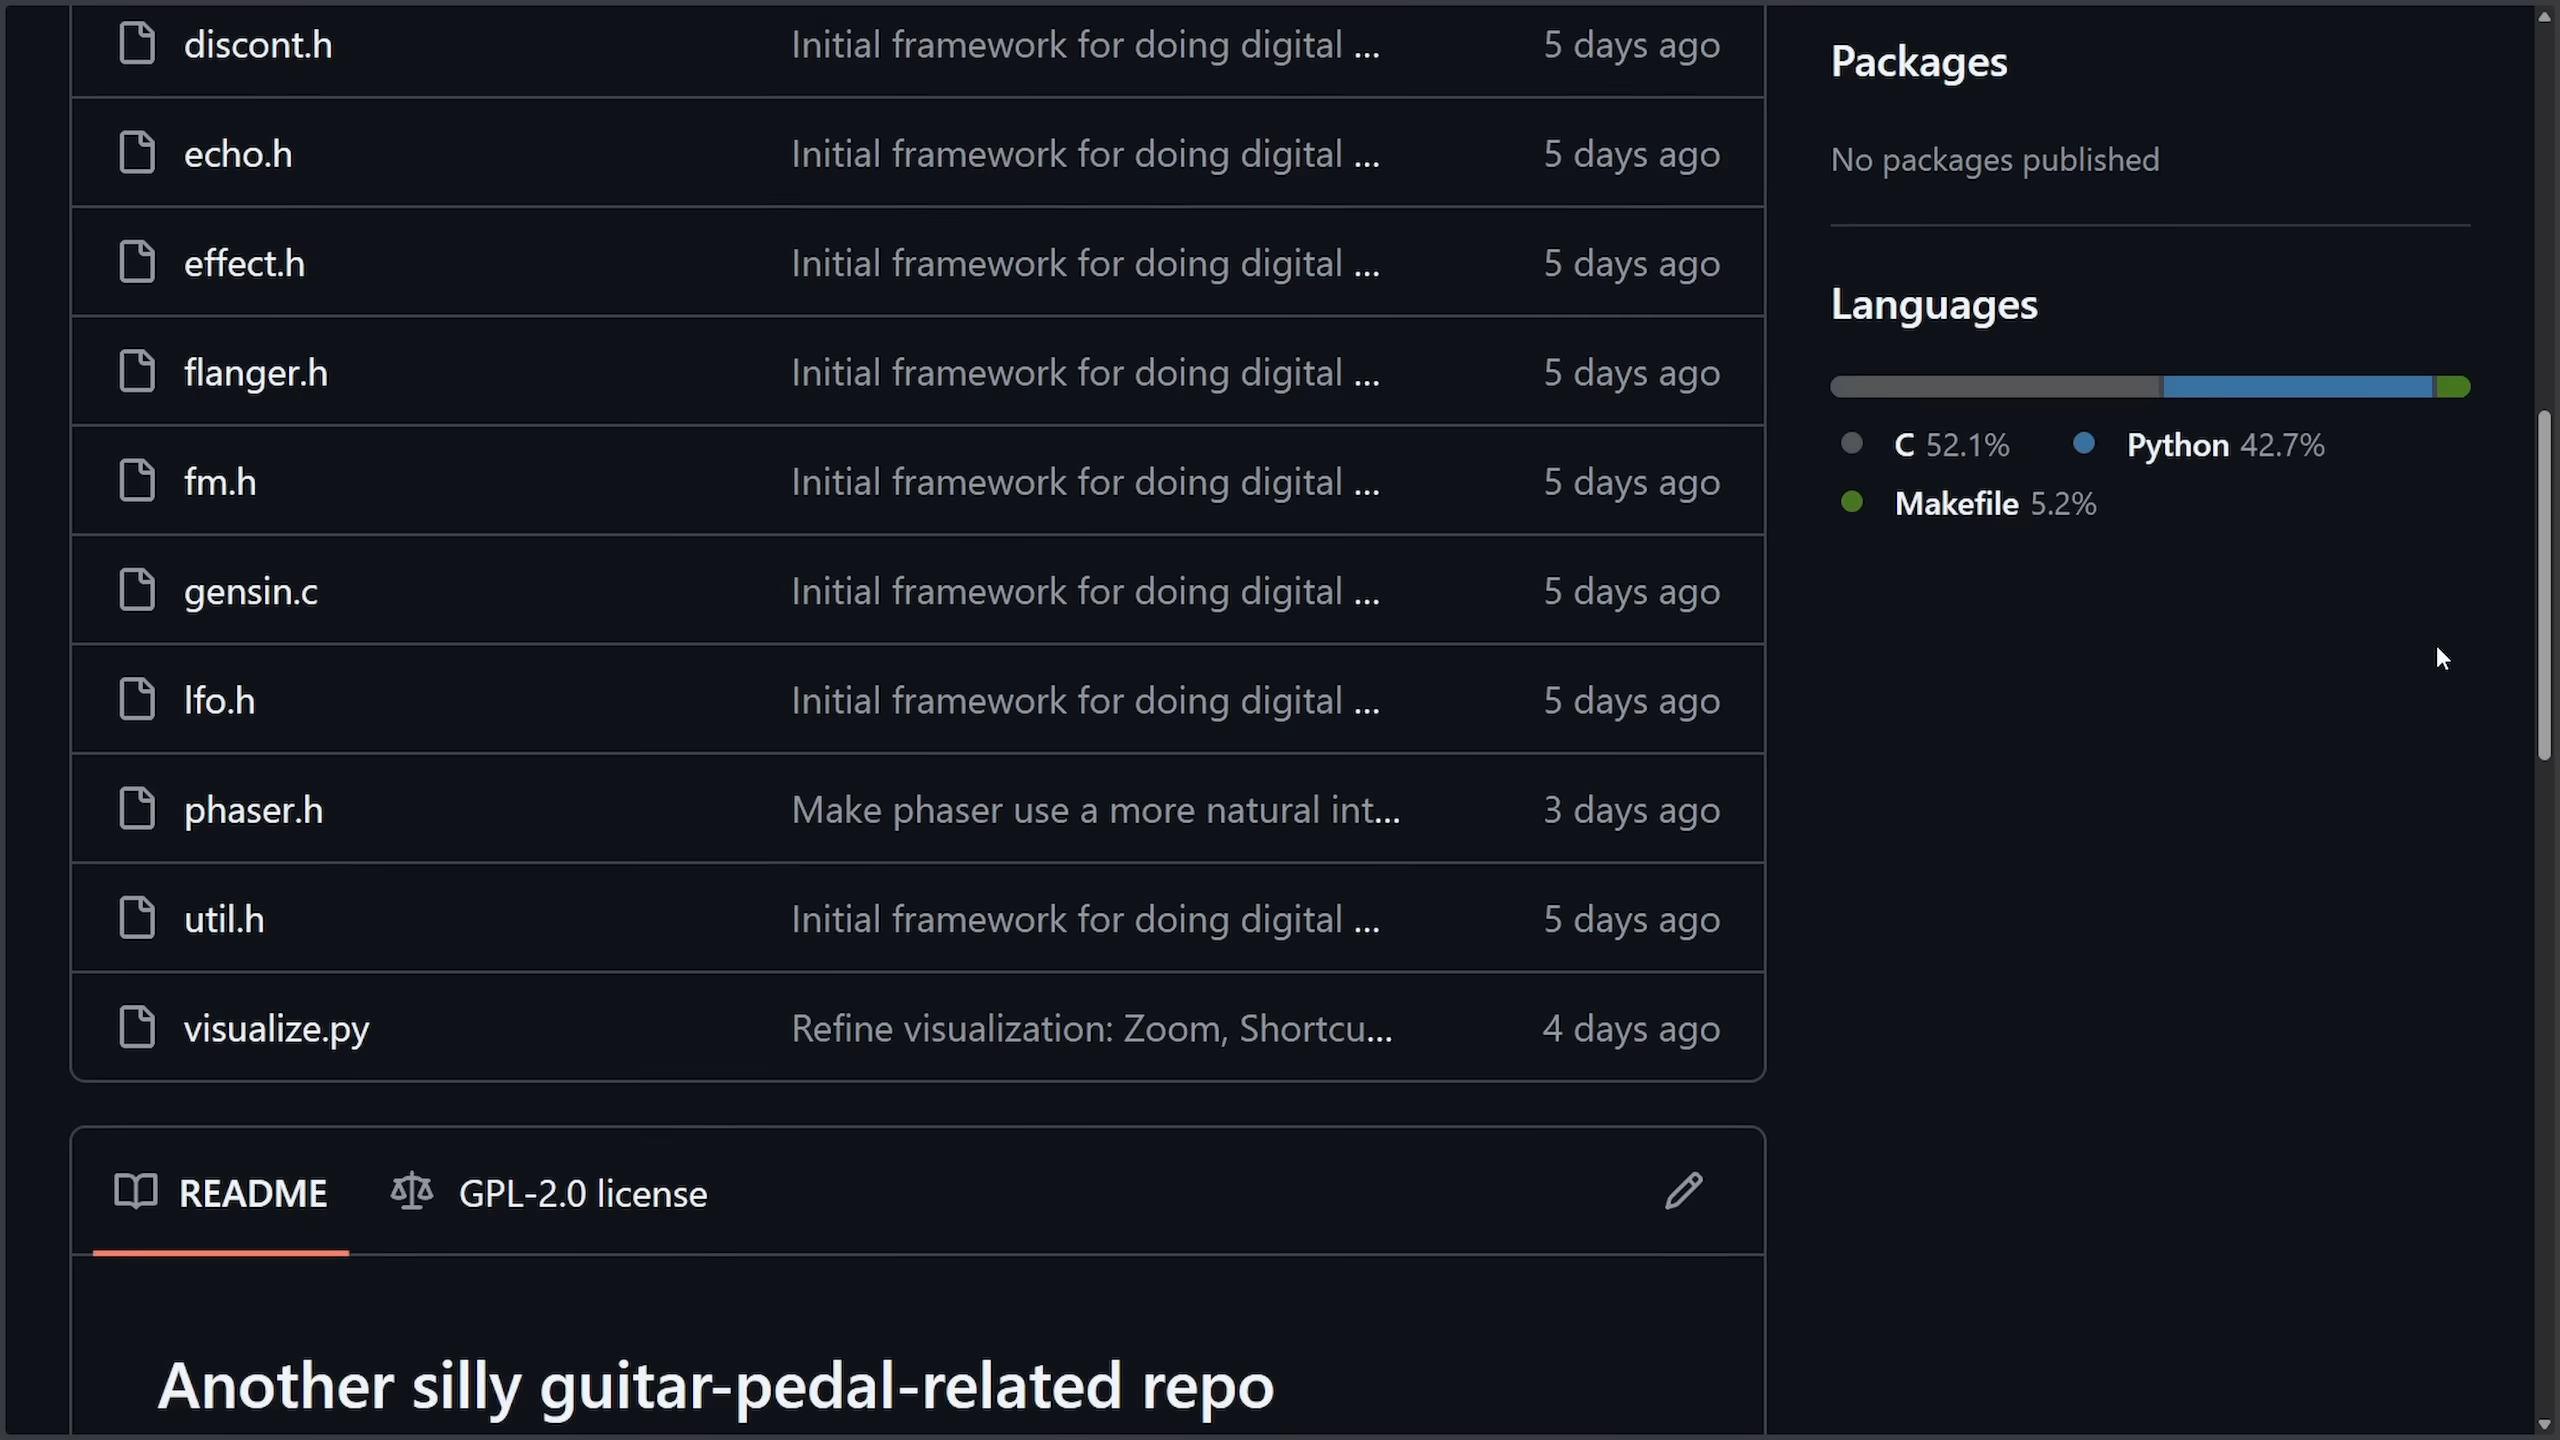 discont.h Initial framework for doing digital ... 5 days ago
echo.h Initial framework for doing digital ... 5 days ago
effect.h Initial framework for doing digital ... 5 days ago
flanger.h Initial framework for doing digital ... 5 days ago
fm.h Initial framework for doing digital ... 5 days ago
gensin.c Initial framework for doing digital ... 5 days ago
lfo.h Initial framework for doing digital ... 5 days ago
phaser.h Make phaser use a more natural int... 3 days ago
util.h Initial framework for doing digital ... 5 days ago
visualize.py Refine visualization: Zoom, Shortcu... 4 days ago
README GPL-2.0 license
Another silly guitar-pedal-related repo
Packages
No packages published
Languages
C 52.1% Python 42.7%
Makefile 5.2%